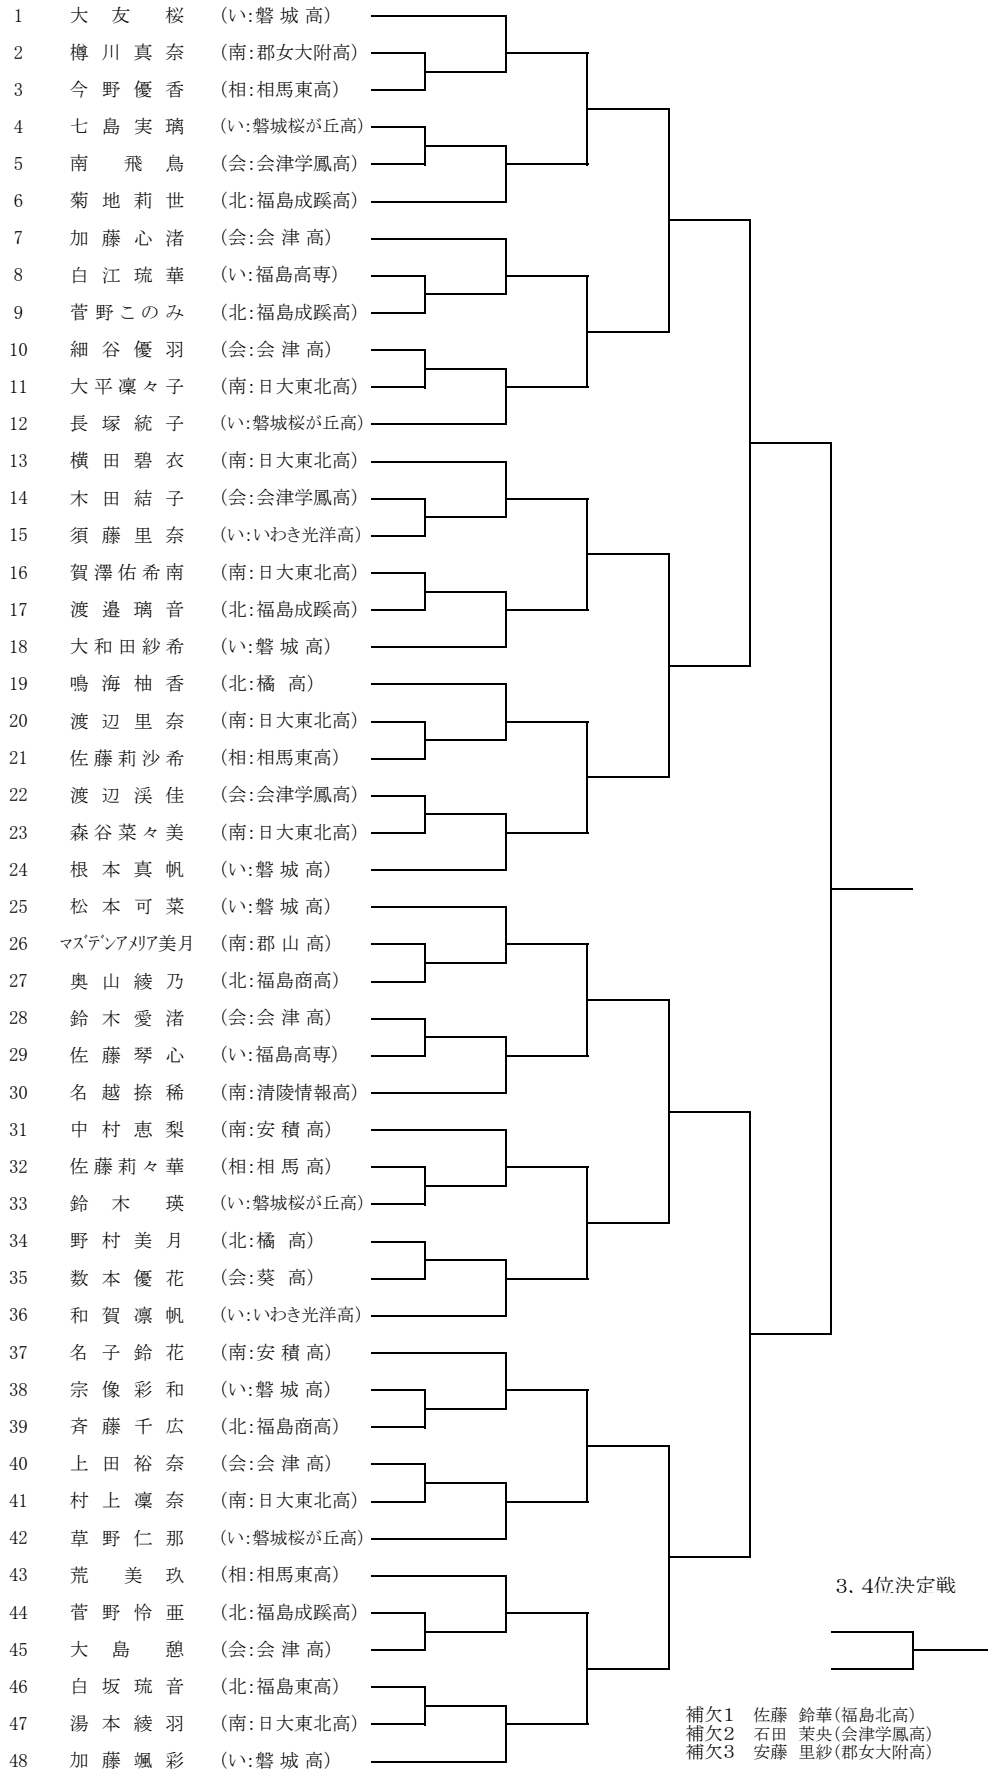 1 大友桜 (い:磐城高)
2 樽川真奈 (南:郡女大附高)
3 今野優香 (相:相馬東高)
4 七島実璃 (い:磐城桜が丘高)
5 南飛鳥 (会:会津学鳳高)
6 菊地莉世 (北:福島成蹊高)
7 加藤心渚 (会:会津高)
8 白江琉華 (い:福島高専)
9 菅野このみ (北:福島成蹊高)
10 細谷優羽 (会:会津高)
11 大平凜々子 (南:日大東北高)
12 長塚統子 (い:磐城桜が丘高)
13 横田碧衣 (南:日大東北高)
14 木田結子 (会:会津学鳳高)
15 須藤里奈 (い:いわき光洋高)
16 賀澤佑希南 (南:日大東北高)
17 渡邉璃音 (北:福島成蹊高)
18 大和田紗希 (い:磐城高)
19 鳴海柚香 (北:橘高)
20 渡辺里奈 (南:日大東北高)
21 佐藤莉沙希 (相:相馬東高)
22 渡辺渓佳 (会:会津学鳳高)
23 森谷菜々美 (南:日大東北高)
24 根本真帆 (い:磐城高)
25 松本可菜 (い:磐城高)
26 マズデンアメリア美月 (南:郡山高)
27 奥山綾乃 (北:福島商高)
28 鈴木愛渚 (会:会津高)
29 佐藤琴心 (い:福島高専)
30 名越捺稀 (南:清陵情報高)
31 中村恵梨 (南:安積高)
32 佐藤莉々華 (相:相馬高)
33 鈴木瑛 (い:磐城桜が丘高)
34 野村美月 (北:橘高)
35 数本優花 (会:葵高)
36 和賀凛帆 (い:いわき光洋高)
37 名子鈴花 (南:安積高)
38 宗像彩和 (い:磐城高)
39 斉藤千広 (北:福島商高)
40 上田裕奈 (会:会津高)
41 村上凜奈 (南:日大東北高)
42 草野仁那 (い:磐城桜が丘高)
43 荒美玖 (相:相馬東高)
44 菅野怜亜 (北:福島成蹊高)
45 大島憩 (会:会津高)
46 白坂琉音 (北:福島東高)
47 湯本綾羽 (南:日大東北高)
48 加藤颯彩 (い:磐城高)
3,4位決定戦
補欠1 佐藤 鈴華(福島北高)
補欠2 石田 茉央(会津学鳳高)
補欠3 安藤 里紗(郡女大附高)